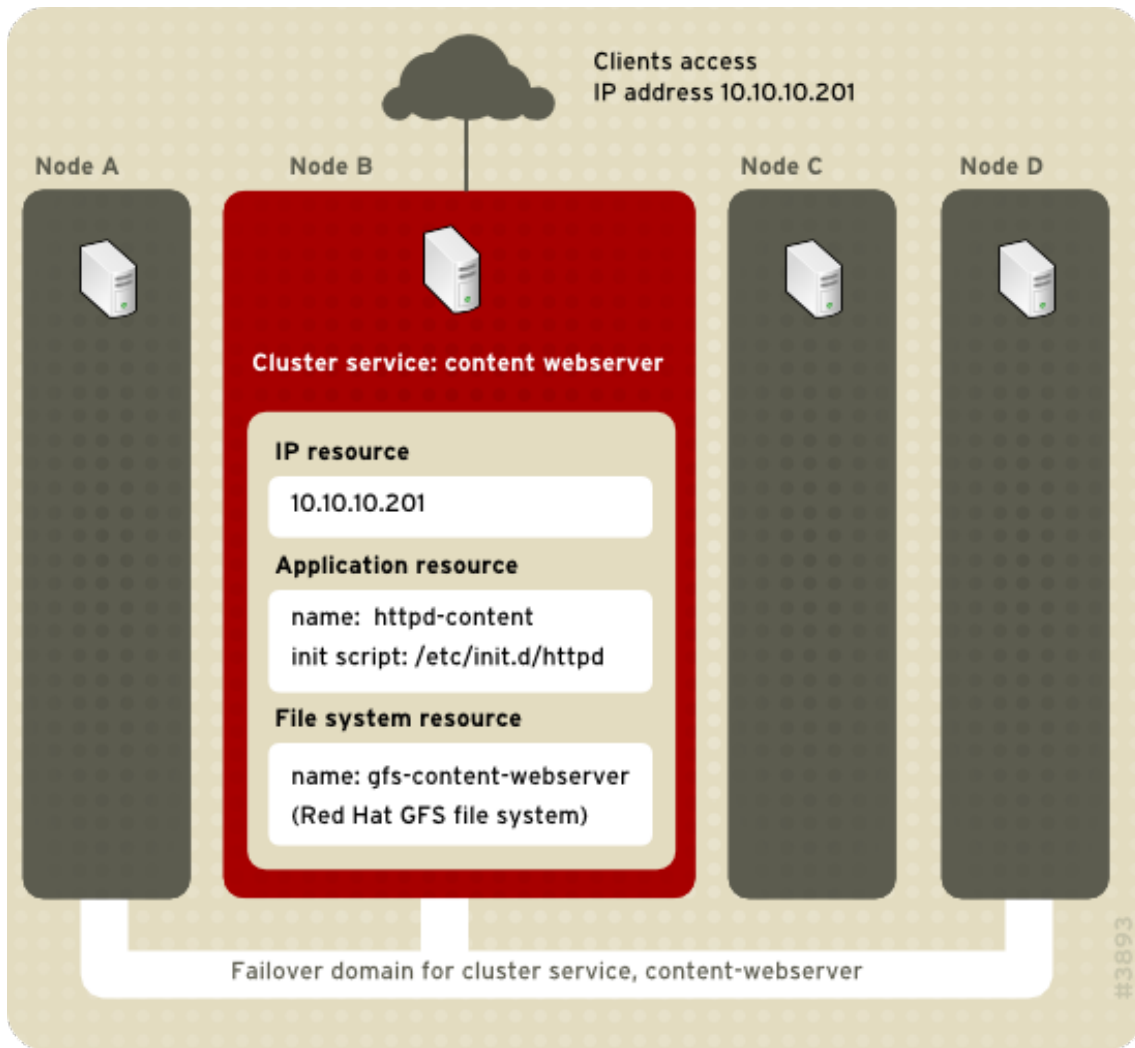 Clients access
IP address 10.10.10.201
Node A
Node B
Node C
Node D
Cluster service: content webserver
IP resource
10.10.10.201
Application resource
name: httpd-content
init script: /etc/init.d/httpd
File system resource
name: gfs-content-webserver
(Red Hat GFS file system)
Failover domain for cluster service, content-webserver
#3893